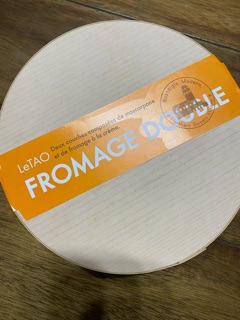 LeTAO Deux couches composées de mascarpone
et de fromage à la crème.
FROMAGE DOUBLE